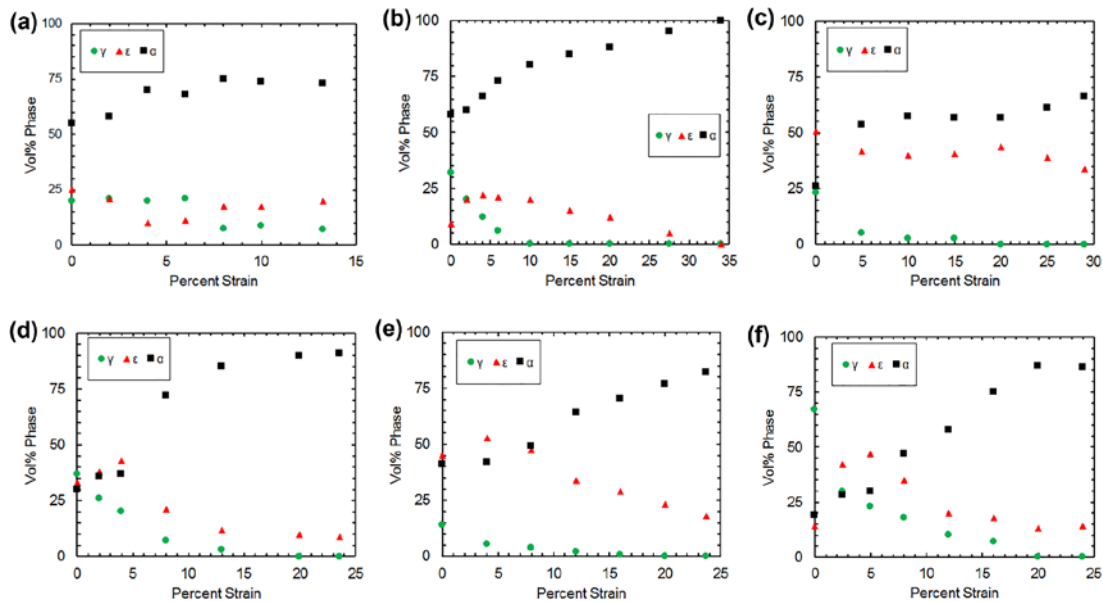 (a)
100
75
50
25
0
Vol% Phase
γ ε α
0 5 10 15
Percent Strain
(b)
100
75
50
25
0
Vol% Phase
γ ε α
0 5 10 15 20 25 30 35
Percent Strain
(c)
100
75
50
25
0
Vol% Phase
γ ε α
0 5 10 15 20 25 30
Percent Strain
(d)
100
75
50
25
0
Vol% Phase
γ ε α
0 5 10 15 20 25
Percent Strain
(e)
100
75
50
25
0
Vol% Phase
γ ε α
0 5 10 15 20 25
Percent Strain
(f)
100
75
50
25
0
Vol% Phase
γ ε α
0 5 10 15 20 25
Percent Strain